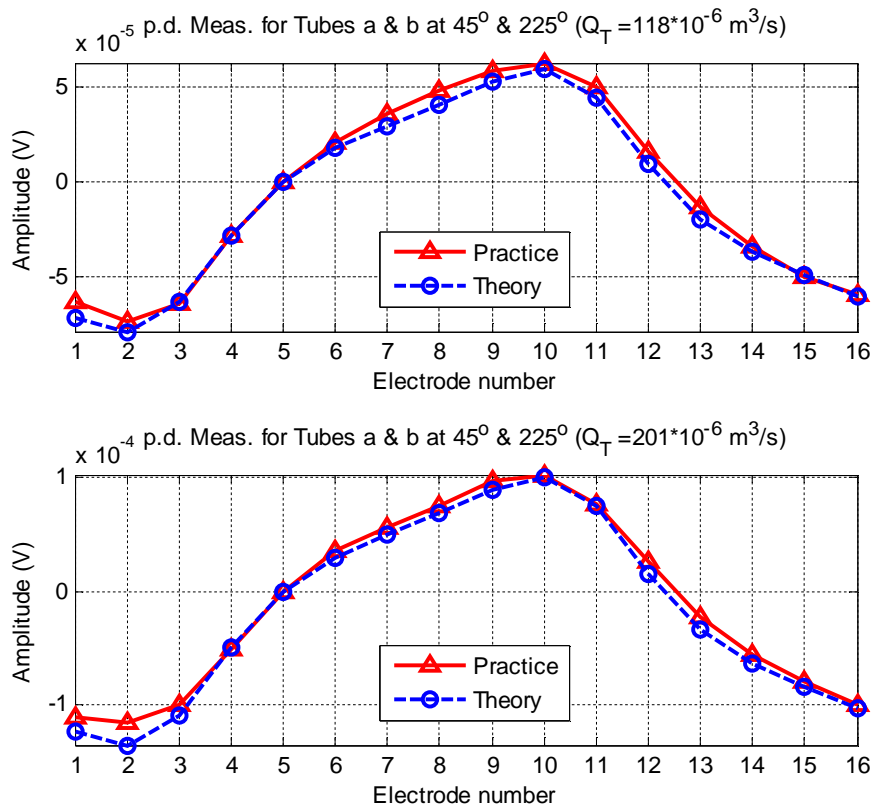 x 10^-5 p.d. Meas. for Tubes a & b at 45^o & 225^o (Q_T =118*10^-6 m^3/s)
5
0
-5
Amplitude (V)
Practice
Theory
1 2 3 4 5 6 7 8 9 10 11 12 13 14 15 16
Electrode number
x 10^-4 p.d. Meas. for Tubes a & b at 45^o & 225^o (Q_T =201*10^-6 m^3/s)
1
0
-1
Amplitude (V)
Practice
Theory
1 2 3 4 5 6 7 8 9 10 11 12 13 14 15 16
Electrode number